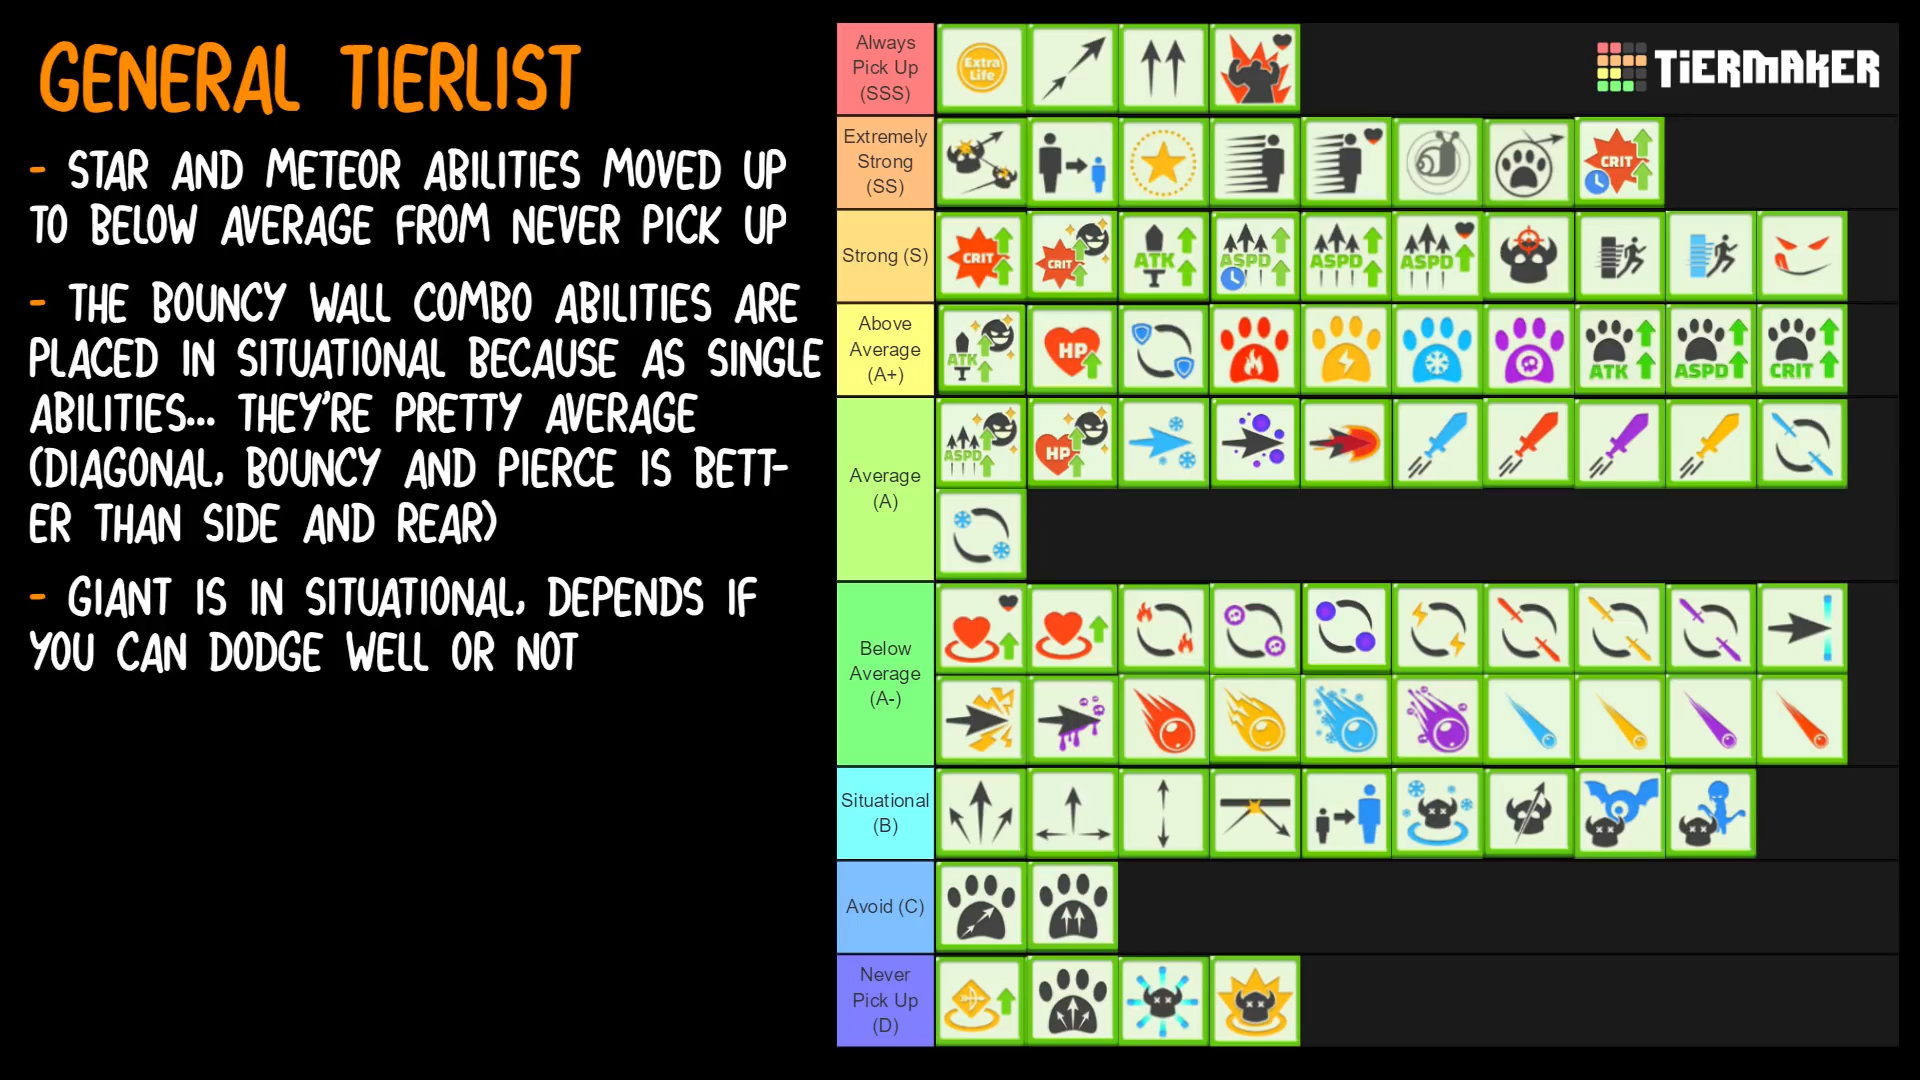 GENERAL TIERLIST
- STAR AND METEOR ABILITIES MOVED UP
TO BELOW AVERAGE FROM NEVER PICK UP
- THE BOUNCY WALL COMBO ABILITIES ARE
PLACED IN SITUATIONAL BECAUSE AS SINGLE
ABILITIES... THEY'RE PRETTY AVERAGE
(DIAGONAL, BOUNCY AND PIERCE IS BETT-
ER THAN SIDE AND REAR)
- GIANT IS IN SITUATIONAL, DEPENDS IF
YOU CAN DODGE WELL OR NOT
TIERMAKER
Always
Pick Up
(SSS)
Extra
Life
Extremely
Strong
(SS)
CRIT
Strong (S)
CRIT
CRIT
ATK
ASPD
ASPD
ASPD
Above
Average
(A+)
ATK
HP
ATK
ASPD
CRIT
Average
(A)
ASPD
HP
Below
Average
(A-)
Situational
(B)
Avoid (C)
Never
Pick Up
(D)